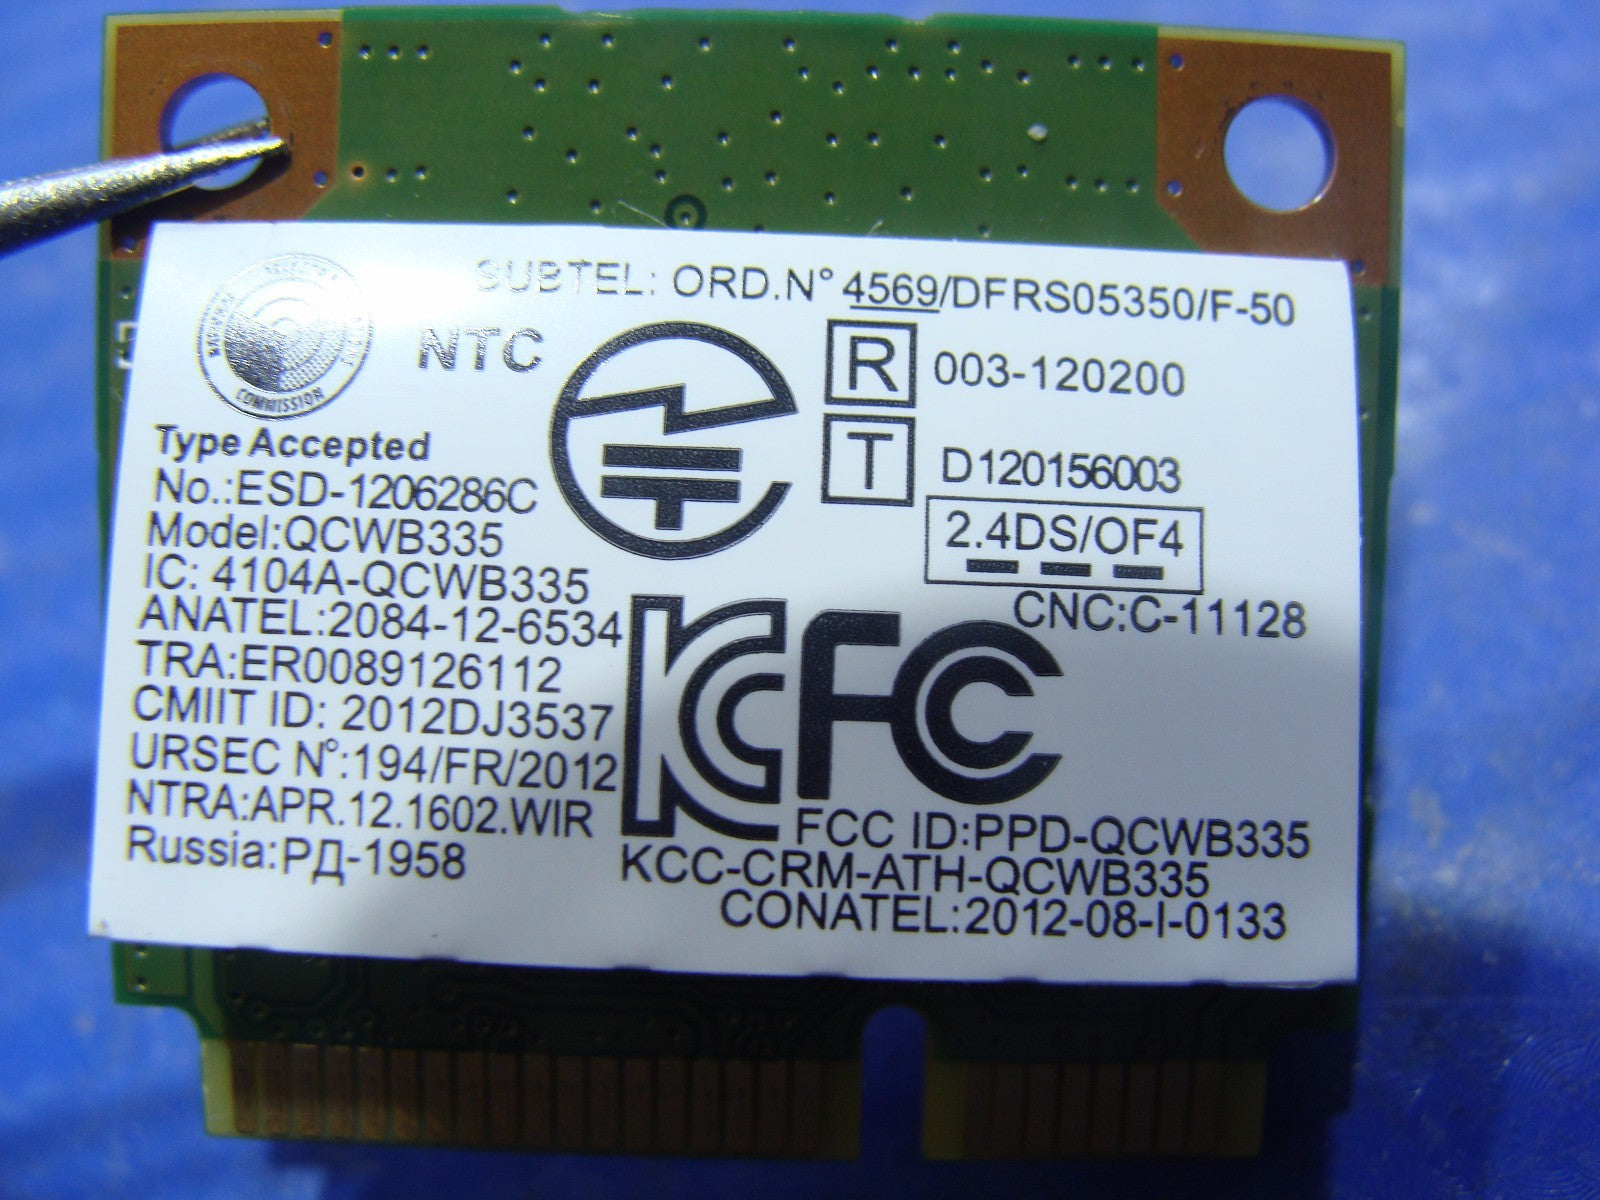 SUBTEL: ORD.N° 4569/DFRS05350/F-50
COMMISSION
NTC
R 003-120200
T D120156003
Type Accepted
No.:ESD-1206286C
2.4DS/OF4
Model:QCWB335
IC: 4104A-QCWB335
CNC:C-11128
ANATEL:2084-12-6534
TRA:ER0089126112
CMIIT ID: 2012DJ3537
URSEC N°:194/FR/2012
NTRA:APR.12.1602.WIR
Russia:РД-1958
KC
FC
FCC ID:PPD-QCWB335
KCC-CRM-ATH-QCWB335
CONATEL:2012-08-I-0133